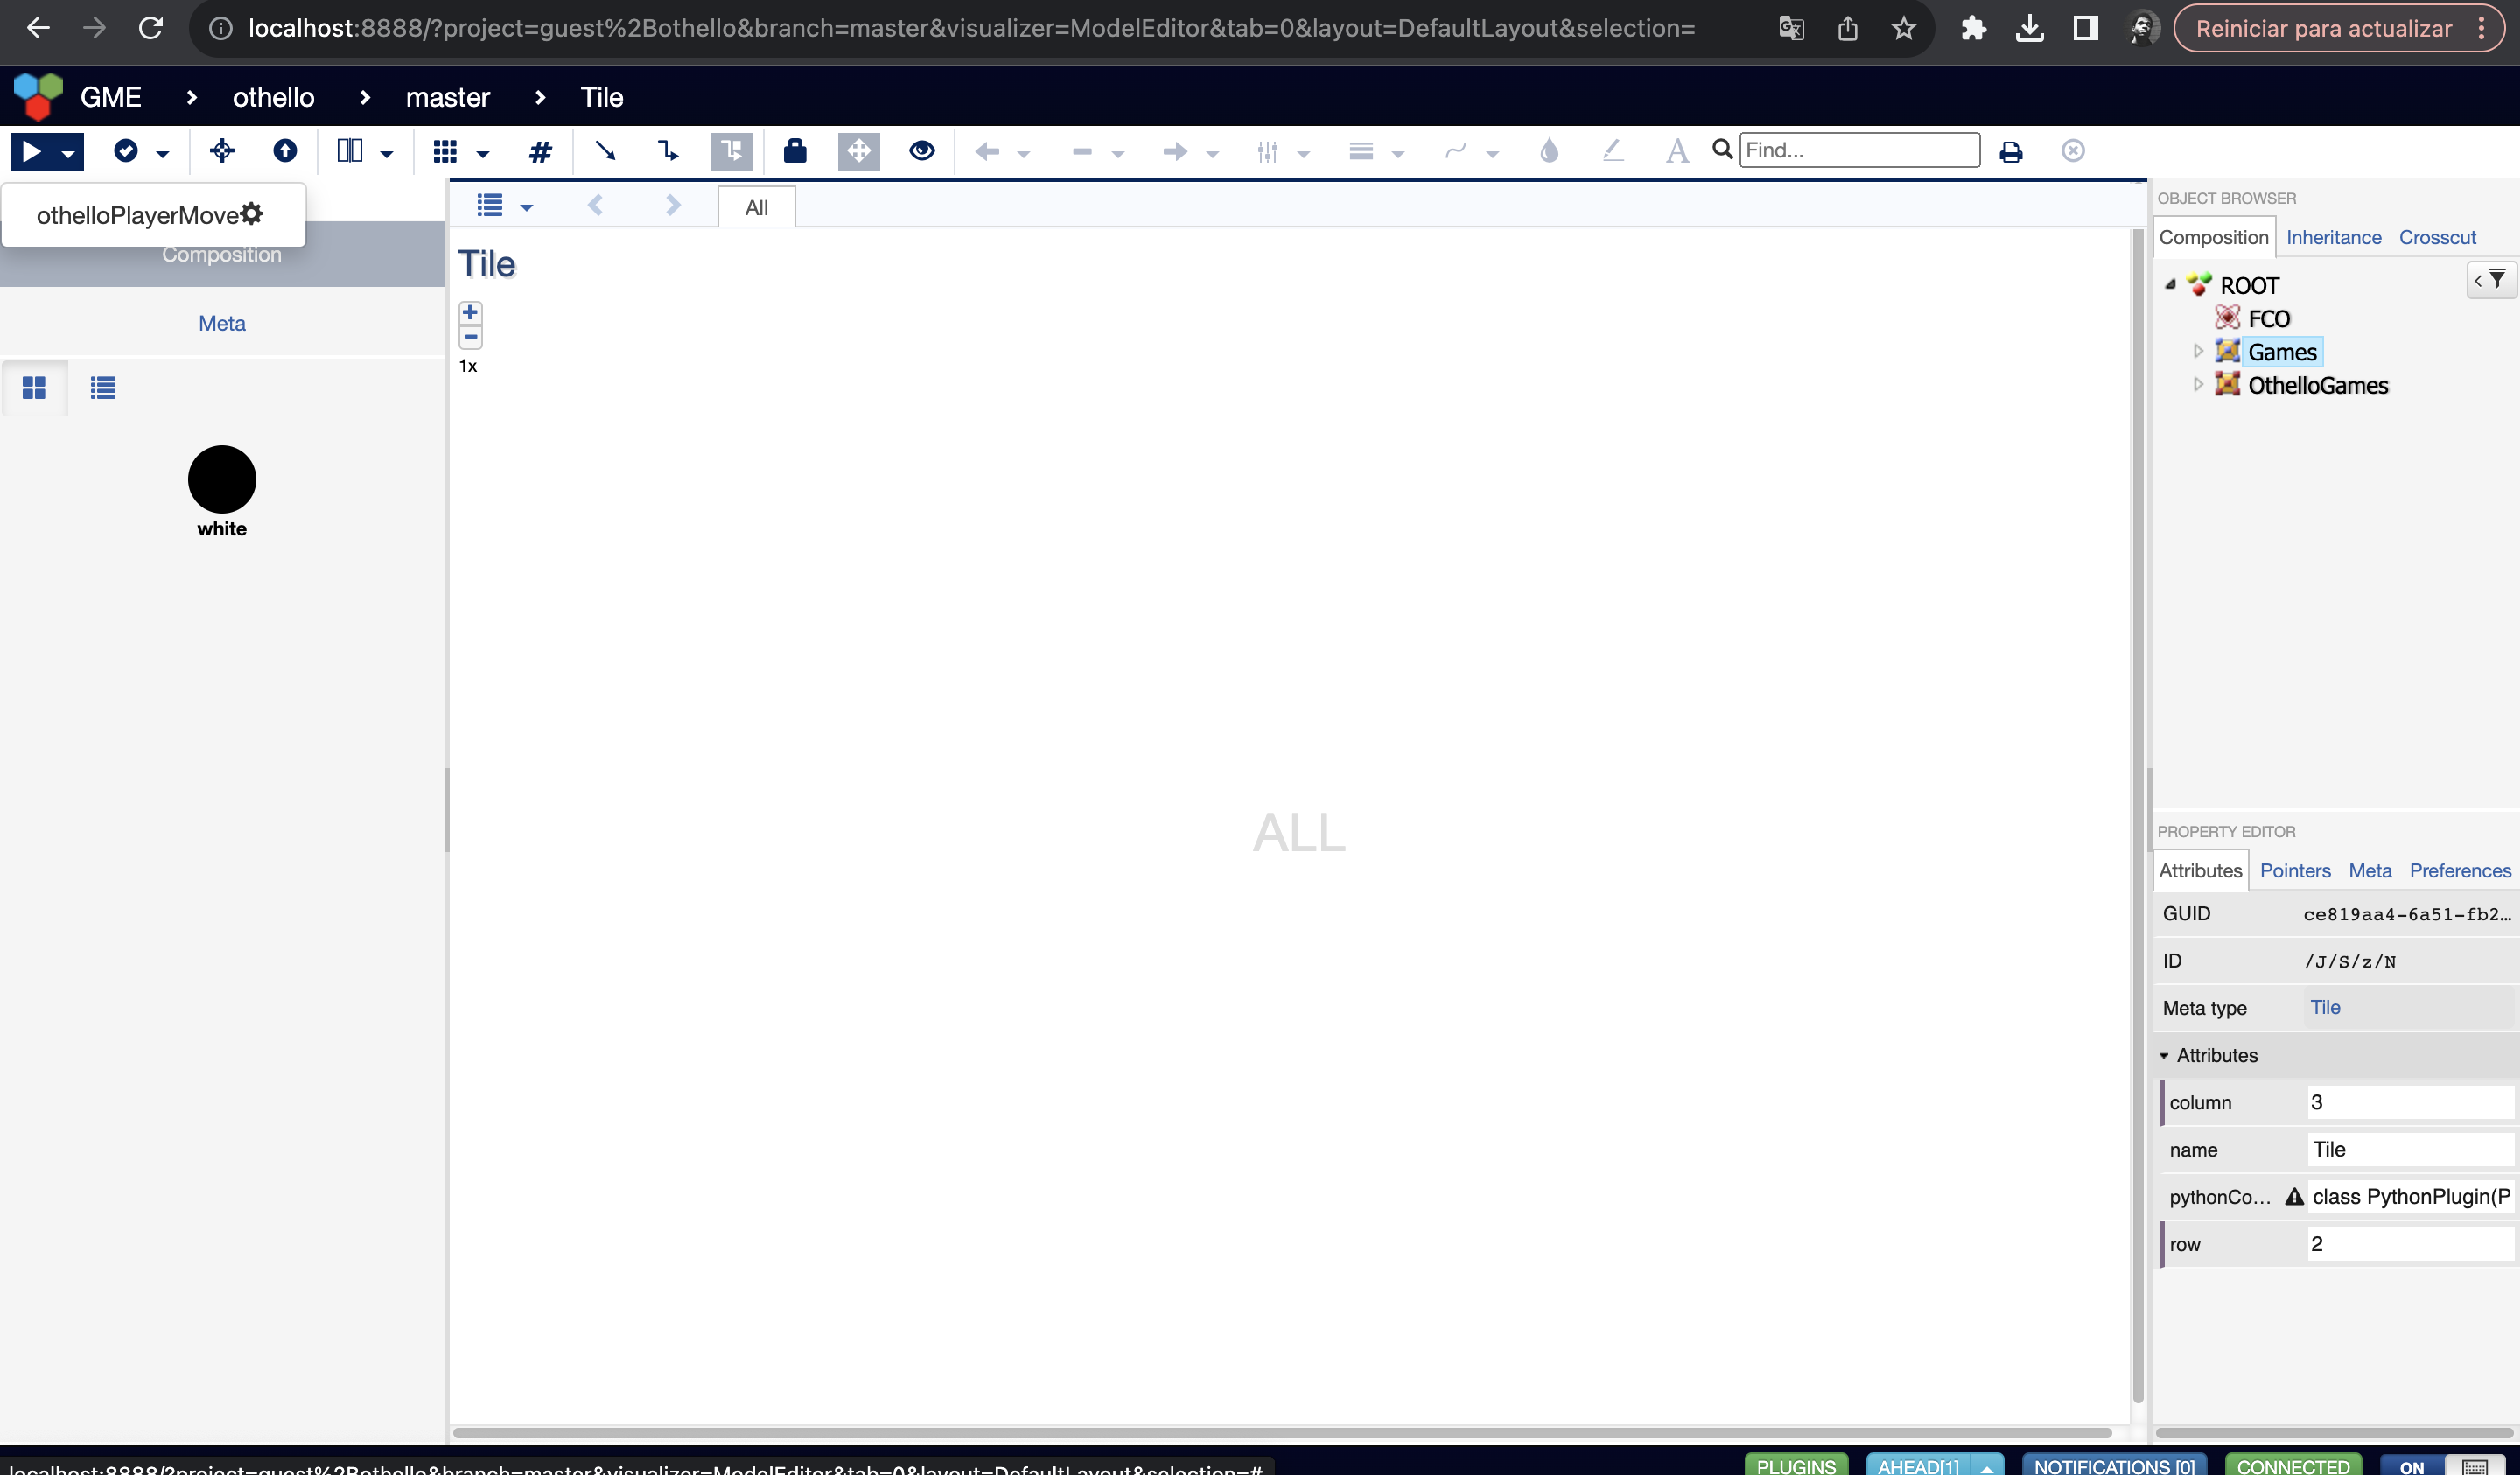 localhost:8888/?project=guest%2Bothello&branch=master&visualizer=ModelEditor&tab=0&layout=DefaultLayout&selection=
Reiniciar para actualizar
GME > othello > master > Tile
Find...
othelloPlayerMove
Composition
Meta
white
All
Tile
1x
ALL
OBJECT BROWSER
Composition Inheritance Crosscut
ROOT
FCO
Games
OthelloGames
PROPERTY EDITOR
Attributes Pointers Meta Preferences
GUID ce819aa4-6a51-fb2...
ID /J/S/z/N
Meta type Tile
Attributes
column 3
name Tile
pythonCo... class PythonPlugin(P
row 2
localhost:8888/?project=guest%2Bothello&branch=master&visualizer=ModelEditor&tab=0&layout=DefaultLayout&selection=#
PLUGINS AHEAD[1] NOTIFICATIONS [0] CONNECTED ON